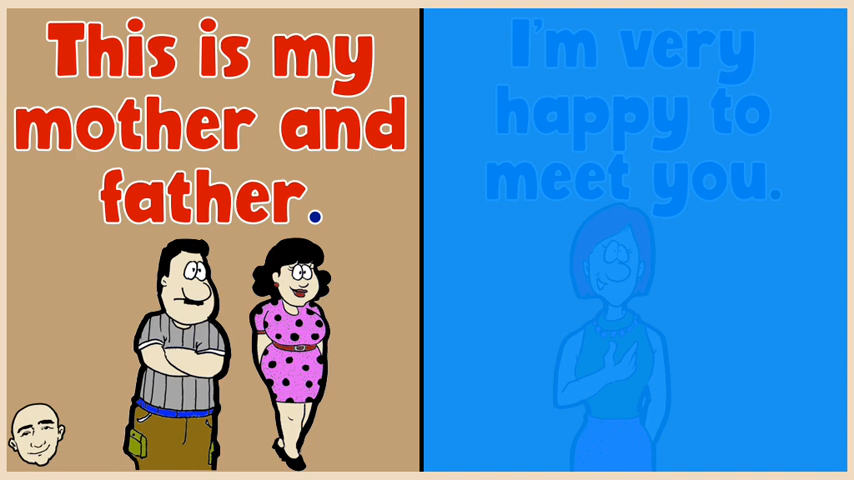 This is my
mother and
father.
I'm very
happy to
meet you.